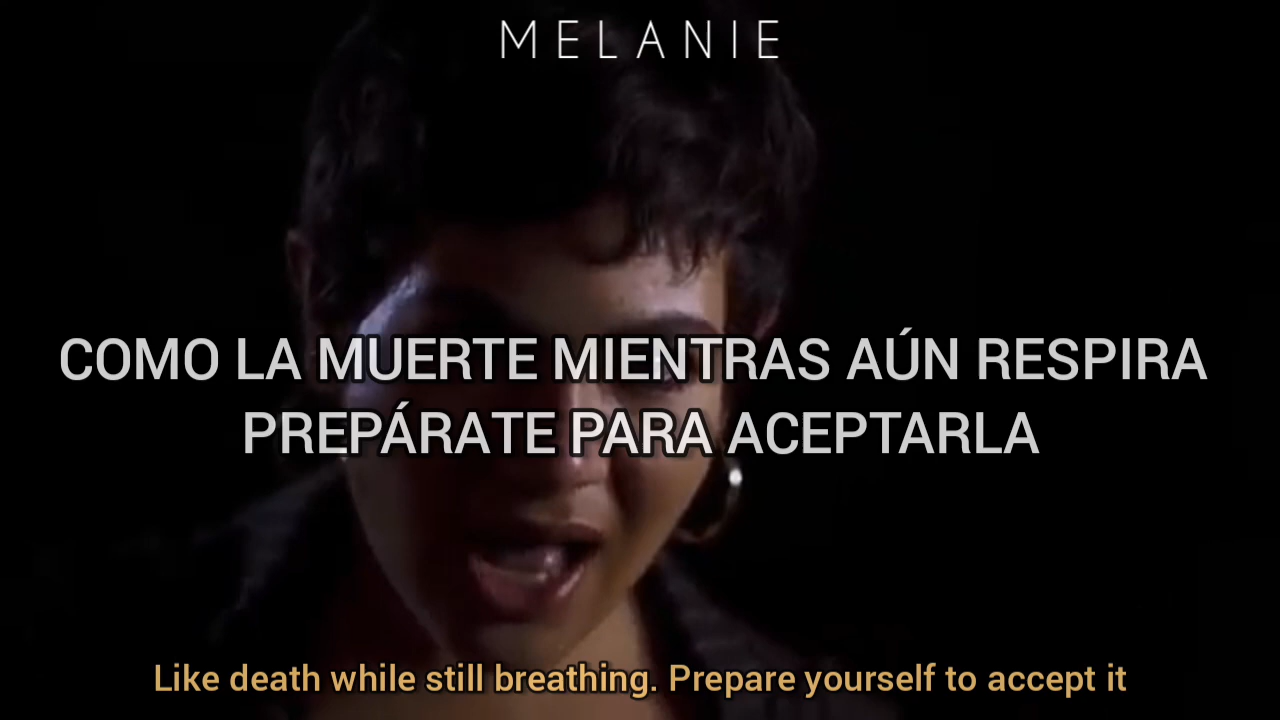 MELANIE
COMO LA MUERTE MIENTRAS AÚN RESPIRA
PREPÁRATE PARA ACEPTARLA
Like death while still breathing. Prepare yourself to accept it